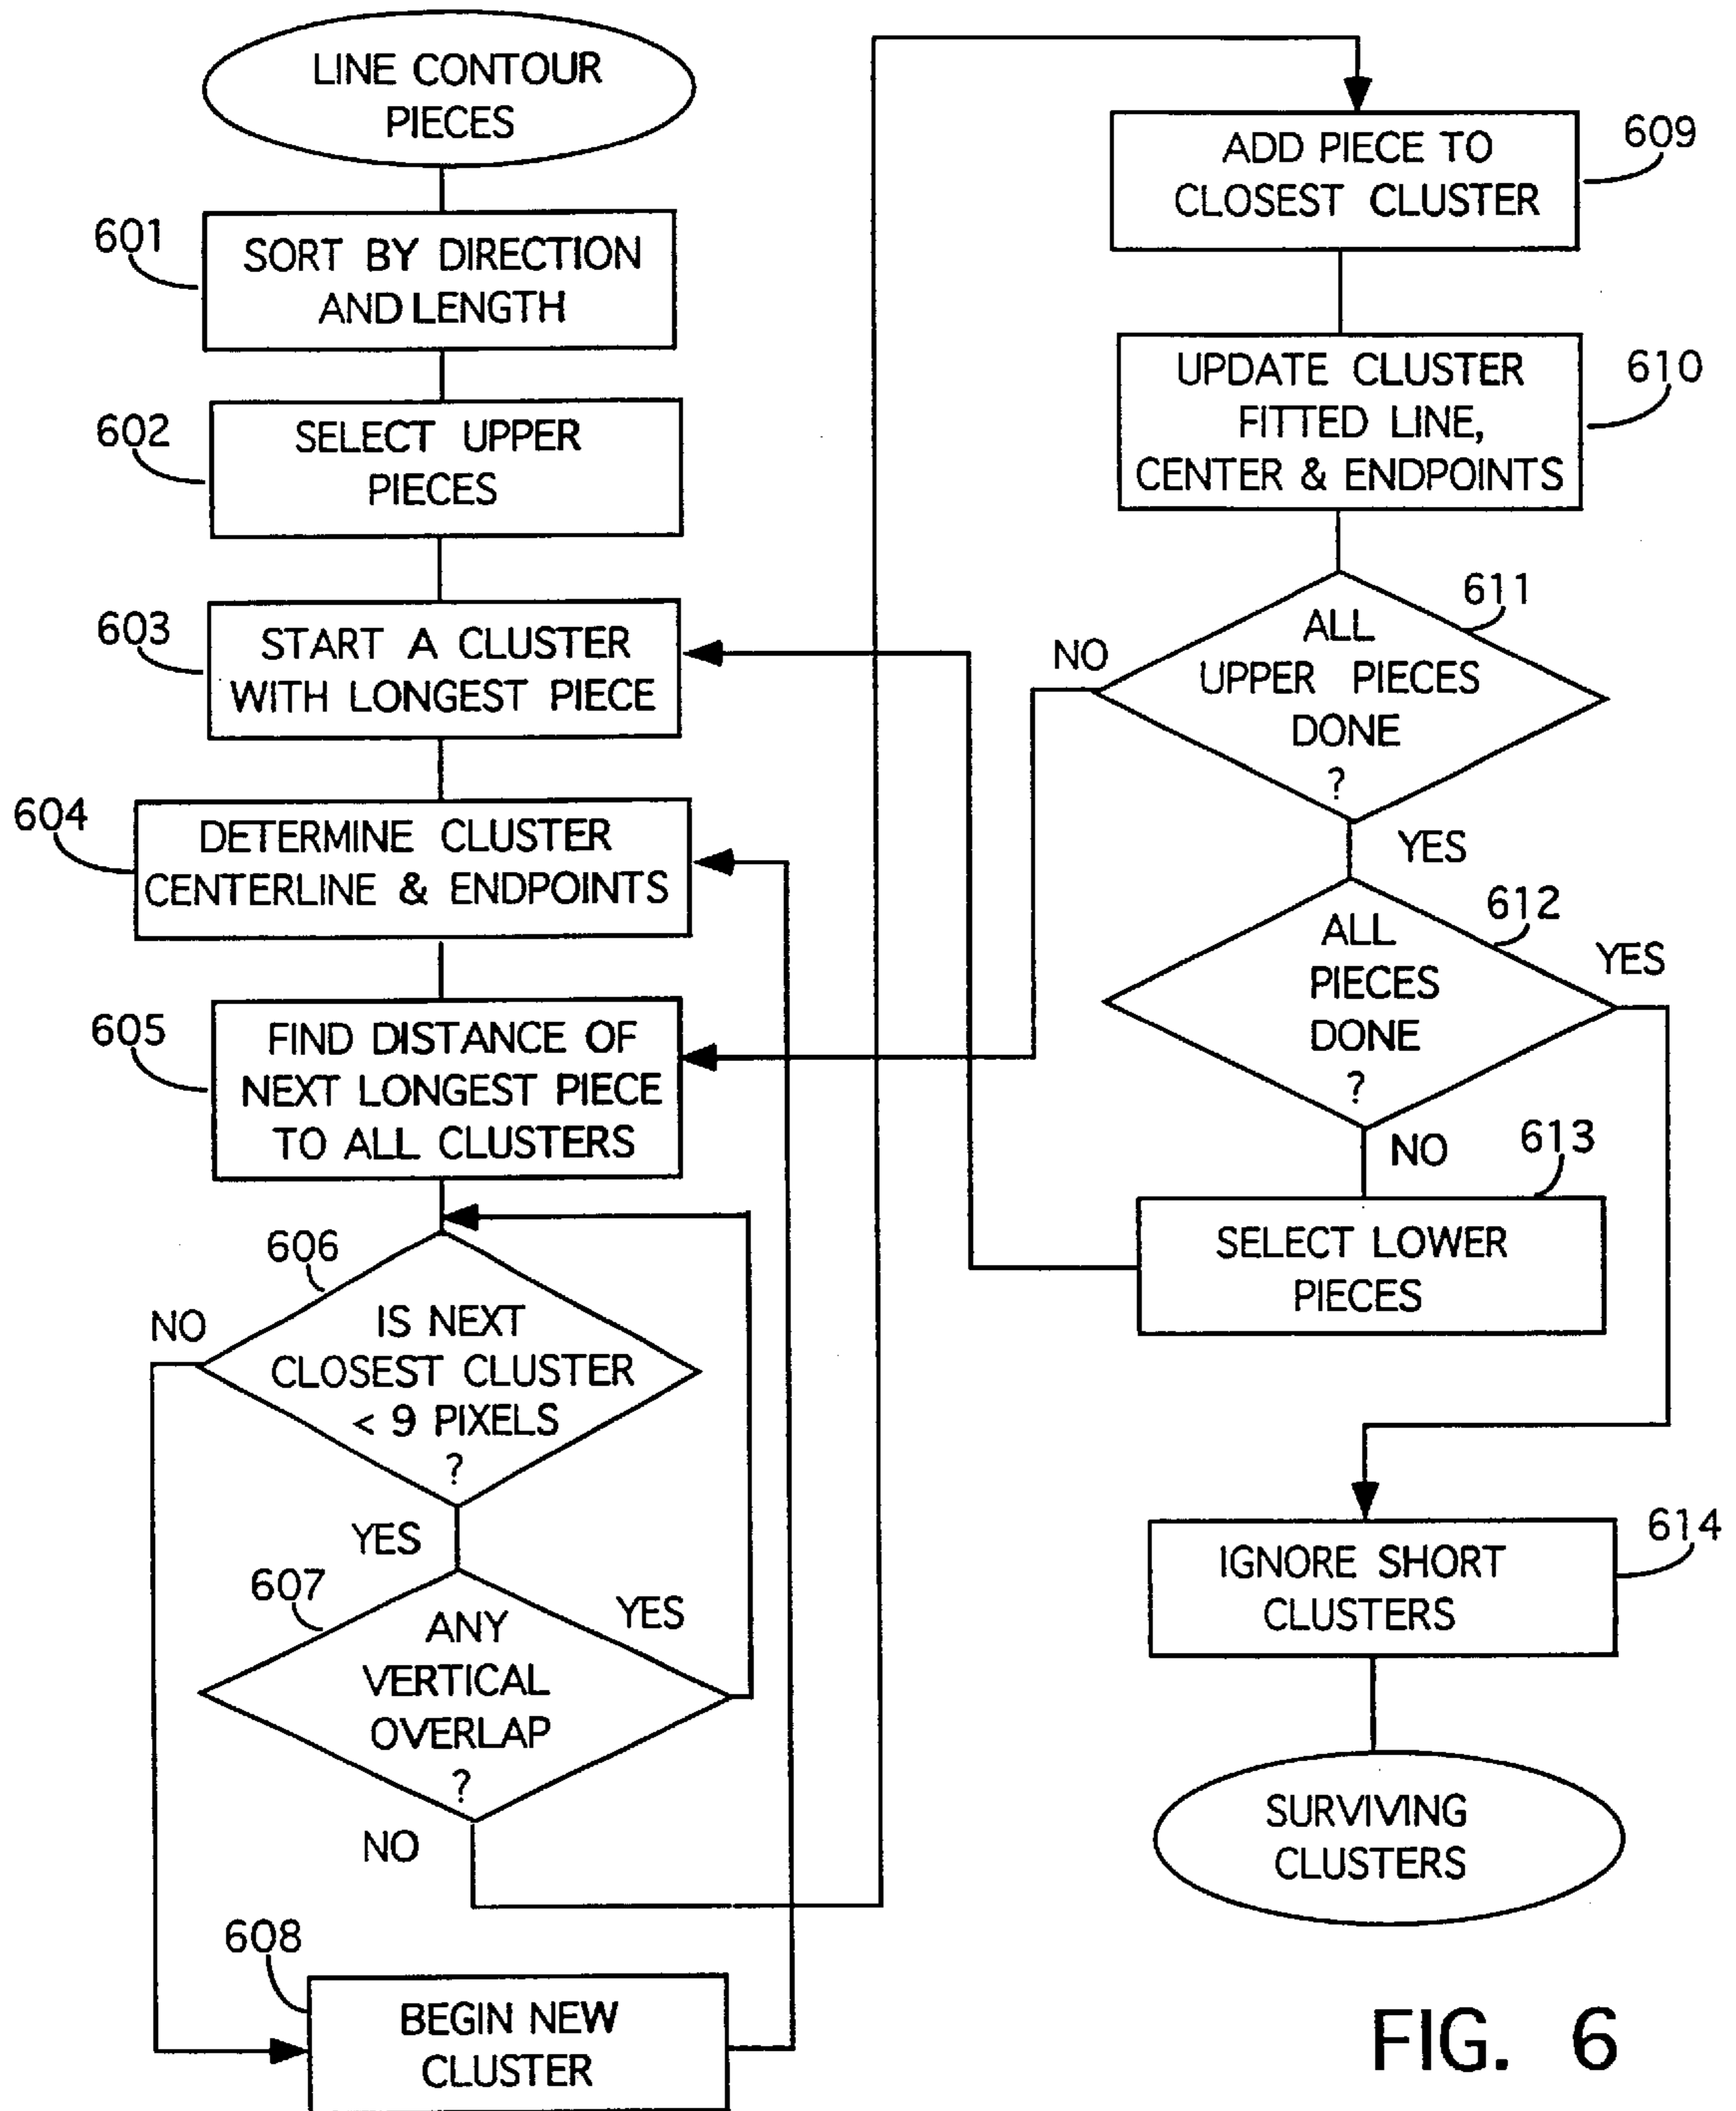 LINE CONTOUR
PIECES
601
SORT BY DIRECTION
AND LENGTH
602
SELECT UPPER
PIECES
603
START A CLUSTER
WITH LONGEST PIECE
604
DETERMINE CLUSTER
CENTERLINE & ENDPOINTS
605
FIND DISTANCE OF
NEXT LONGEST PIECE
TO ALL CLUSTERS
606
NO
IS NEXT
CLOSEST CLUSTER
< 9 PIXELS
?
YES
607
YES
ANY
VERTICAL
OVERLAP
?
NO
608
BEGIN NEW
CLUSTER
609
ADD PIECE TO
CLOSEST CLUSTER
610
UPDATE CLUSTER
FITTED LINE,
CENTER & ENDPOINTS
611
NO
ALL
UPPER PIECES
DONE
?
YES
612
YES
ALL
PIECES
DONE
?
NO
613
SELECT LOWER
PIECES
614
IGNORE SHORT
CLUSTERS
SURVIVING
CLUSTERS
FIG. 6